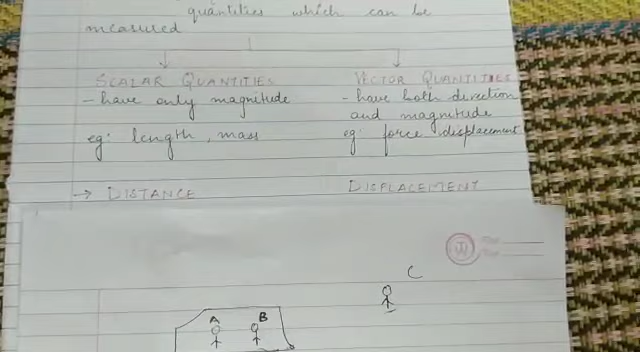 quantities which can be
measured
SCALAR QUANTITIES
- have only magnitude
eg: length, mass
VECTOR QUANTITIES
- have both direction
and magnitude
eg: force, displacement
→ DISTANCE
DISPLACEMENT
C
A
B